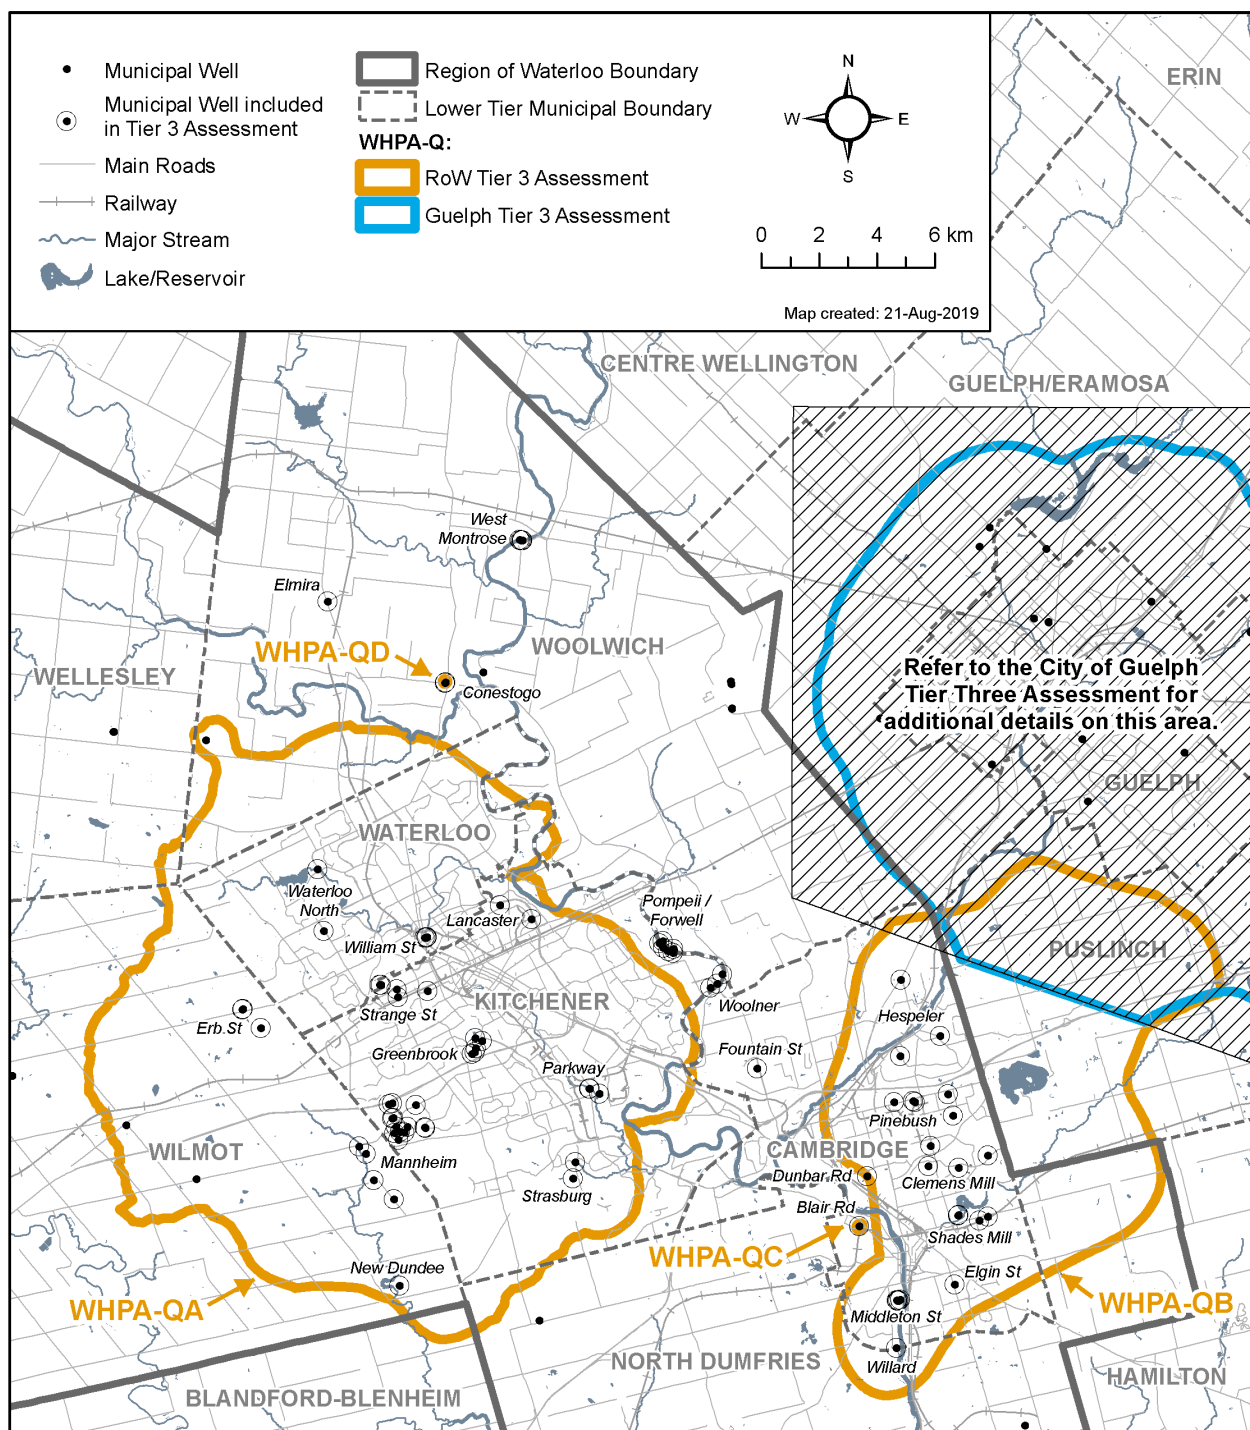 Municipal Well
Municipal Well included
in Tier 3 Assessment
Main Roads
Railway
Major Stream
Lake/Reservoir
Region of Waterloo Boundary
Lower Tier Municipal Boundary
WHPA-Q:
RoW Tier 3 Assessment
Guelph Tier 3 Assessment
N
W
E
S
0 2 4 6 km
Map created: 21-Aug-2019
ERIN
CENTRE WELLINGTON
GUELPH/ERAMOSA
West
Montrose
Elmira
WHPA-QD
WOOLWICH
WELLESLEY
Conestogo
Refer to the City of Guelph
Tier Three Assessment for
additional details on this area.
GUELPH
WATERLOO
Waterloo
North
Lancaster
Pompeii /
Forwell
William St
PUSLINCH
Strange St
KITCHENER
Woolner
Hespeler
Erb St
Greenbrook
Parkway
Fountain St
Pinebush
WILMOT
Mannheim
CAMBRIDGE
Dunbar Rd
Clemens Mill
Strasburg
Blair Rd
Shades Mill
WHPA-QC
New Dundee
Elgin St
WHPA-QA
WHPA-QB
Middleton St
NORTH DUMFRIES
Willard
HAMILTON
BLANDFORD-BLENHEIM